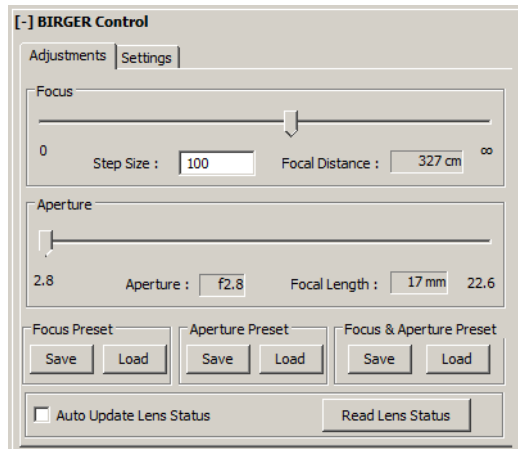 [-] BIRGER Control
Adjustments Settings
Focus
0 Step Size : 100 Focal Distance : 327 cm ∞
Aperture
2.8 Aperture : f2.8 Focal Length : 17 mm 22.6
Focus Preset Aperture Preset Focus & Aperture Preset
Save Load Save Load Save Load
Auto Update Lens Status Read Lens Status